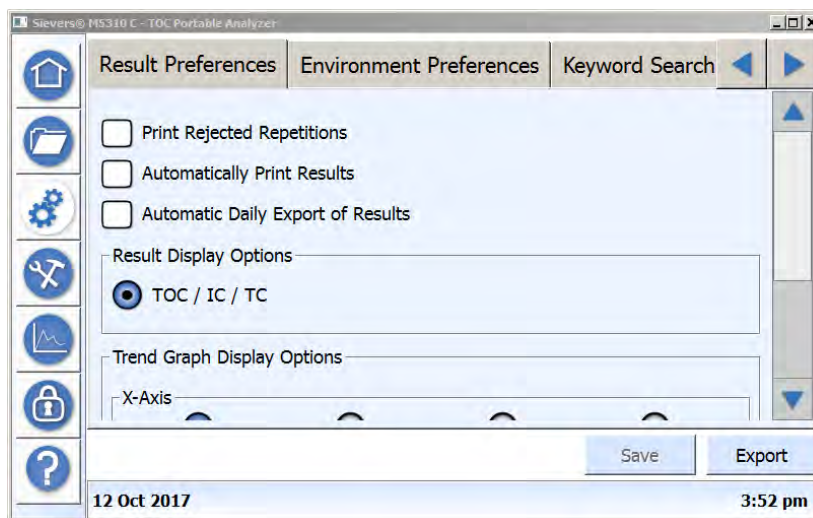 Sievers® M5310 C - TOC Portable Analyzer
Result Preferences
Environment Preferences
Keyword Search
Print Rejected Repetitions
Automatically Print Results
Automatic Daily Export of Results
Result Display Options
TOC / IC / TC
Trend Graph Display Options
X-Axis
Save
Export
12 Oct 2017
3:52 pm